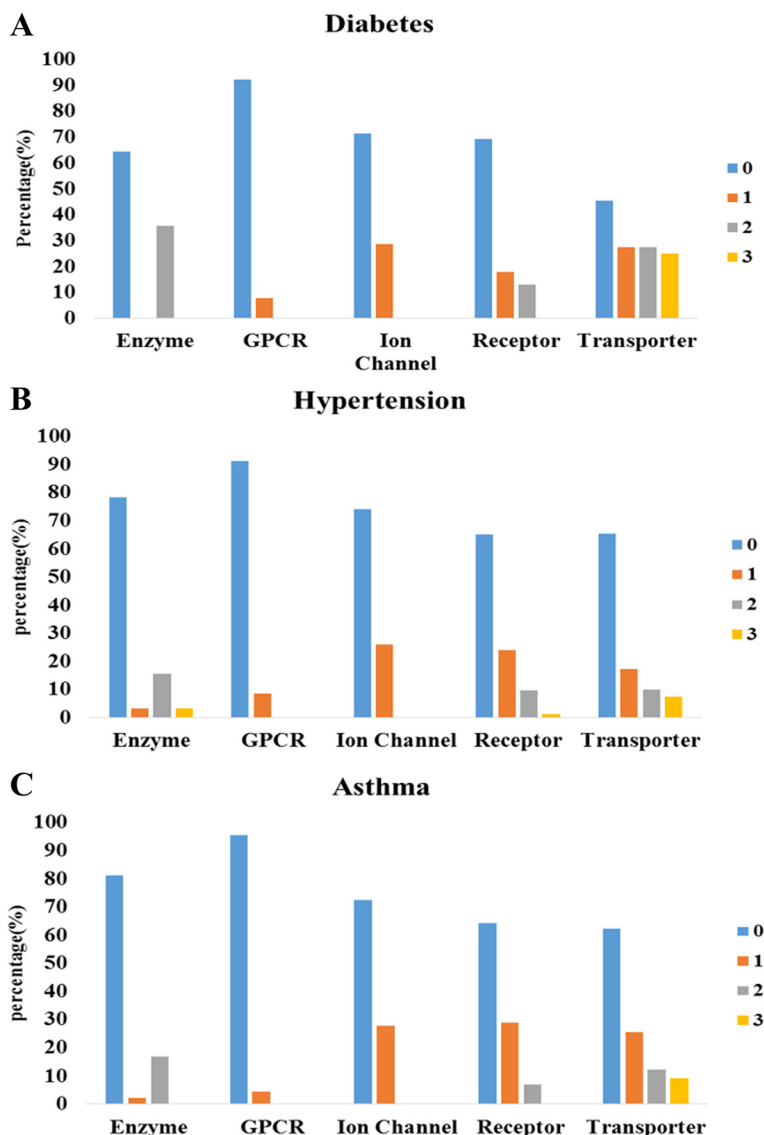 A
Diabetes
100
90
80
70
60
50
40
30
20
10
0
Percentage(%)
Enzyme
GPCR
Ion
Channel
Receptor
Transporter
0
1
2
3
B
Hypertension
100
90
80
70
60
50
40
30
20
10
0
percentage(%)
Enzyme
GPCR
Ion Channel
Receptor
Transporter
0
1
2
3
C
Asthma
100
90
80
70
60
50
40
30
20
10
0
percentage(%)
Enzyme
GPCR
Ion Channel
Receptor
Transporter
0
1
2
3